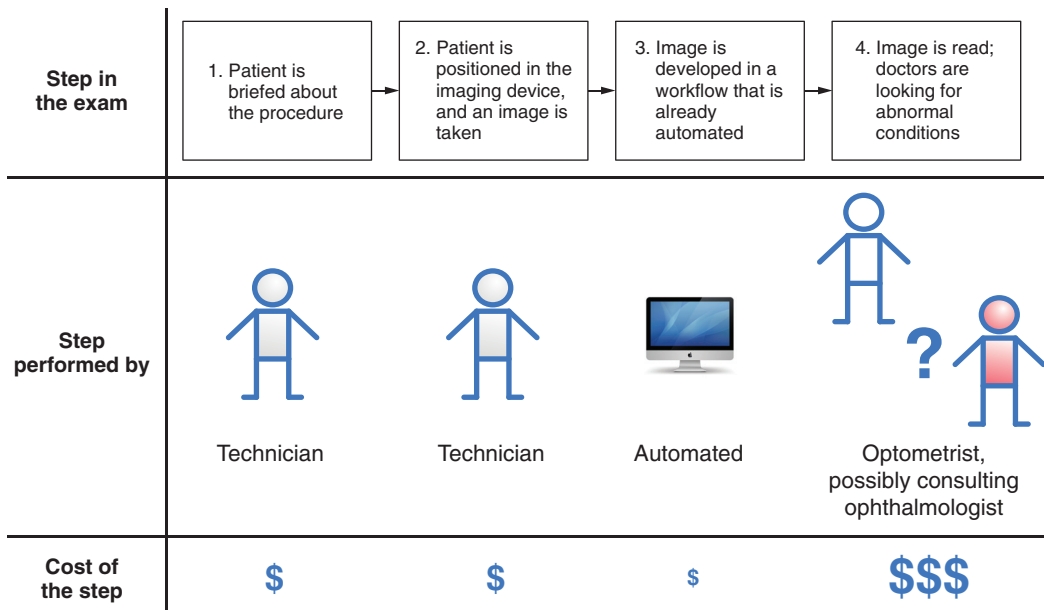 Step in
the exam
1. Patient is
briefed about
the procedure
2. Patient is
positioned in the
imaging device,
and an image is
taken
3. Image is
developed in a
workflow that is
already
automated
4. Image is read;
doctors are
looking for
abnormal
conditions
Step
performed by
?
Technician
Technician
Automated
Optometrist,
possibly consulting
ophthalmologist
Cost of
the step
$
$
$
$$$